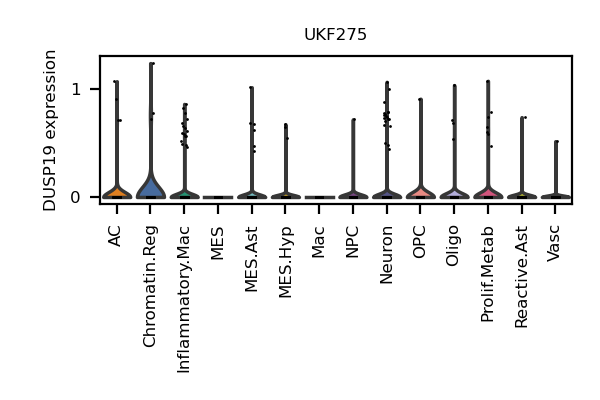 UKF275
DUSP19 expression
1
0
AC
Chromatin.Reg
Inflammatory.Mac
MES
MES.Ast
MES.Hyp
Mac
NPC
Neuron
OPC
Oligo
Prolif.Metab
Reactive.Ast
Vasc